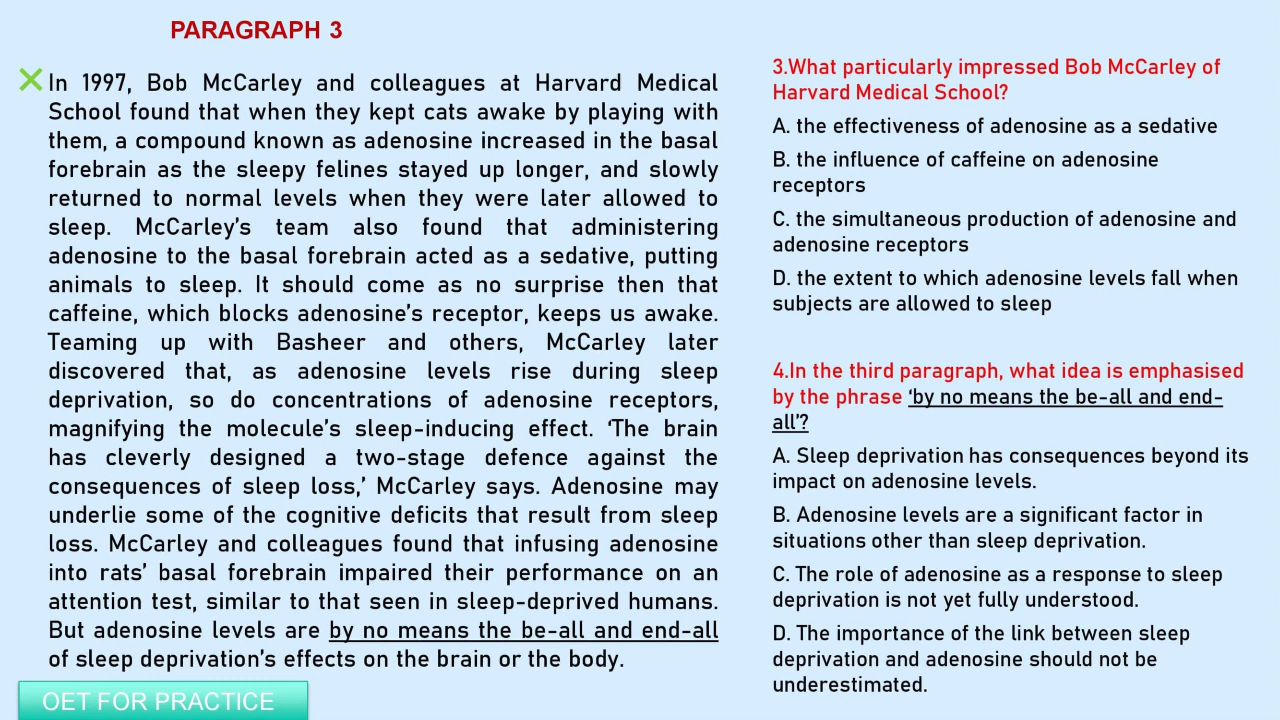 PARAGRAPH 3
In 1997, Bob McCarley and colleagues at Harvard Medical
School found that when they kept cats awake by playing with
them, a compound known as adenosine increased in the basal
forebrain as the sleepy felines stayed up longer, and slowly
returned to normal levels when they were later allowed to
sleep. McCarley's team also found that administering
adenosine to the basal forebrain acted as a sedative, putting
animals to sleep. It should come as no surprise then that
caffeine, which blocks adenosine's receptor, keeps us awake.
Teaming up with Basheer and others, McCarley later
discovered that, as adenosine levels rise during sleep
deprivation, so do concentrations of adenosine receptors,
magnifying the molecule's sleep-inducing effect. 'The brain
has cleverly designed a two-stage defence against the
consequences of sleep loss,' McCarley says. Adenosine may
underlie some of the cognitive deficits that result from sleep
loss. McCarley and colleagues found that infusing adenosine
into rats' basal forebrain impaired their performance on an
attention test, similar to that seen in sleep-deprived humans.
But adenosine levels are by no means the be-all and end-all
of sleep deprivation's effects on the brain or the body.
OET FOR PRACTICE
3.What particularly impressed Bob McCarley of
Harvard Medical School?
A. the effectiveness of adenosine as a sedative
B. the influence of caffeine on adenosine
receptors
C. the simultaneous production of adenosine and
adenosine receptors
D. the extent to which adenosine levels fall when
subjects are allowed to sleep
4.In the third paragraph, what idea is emphasised
by the phrase 'by no means the be-all and end-
all'?
A. Sleep deprivation has consequences beyond its
impact on adenosine levels.
B. Adenosine levels are a significant factor in
situations other than sleep deprivation.
C. The role of adenosine as a response to sleep
deprivation is not yet fully understood.
D. The importance of the link between sleep
deprivation and adenosine should not be
underestimated.